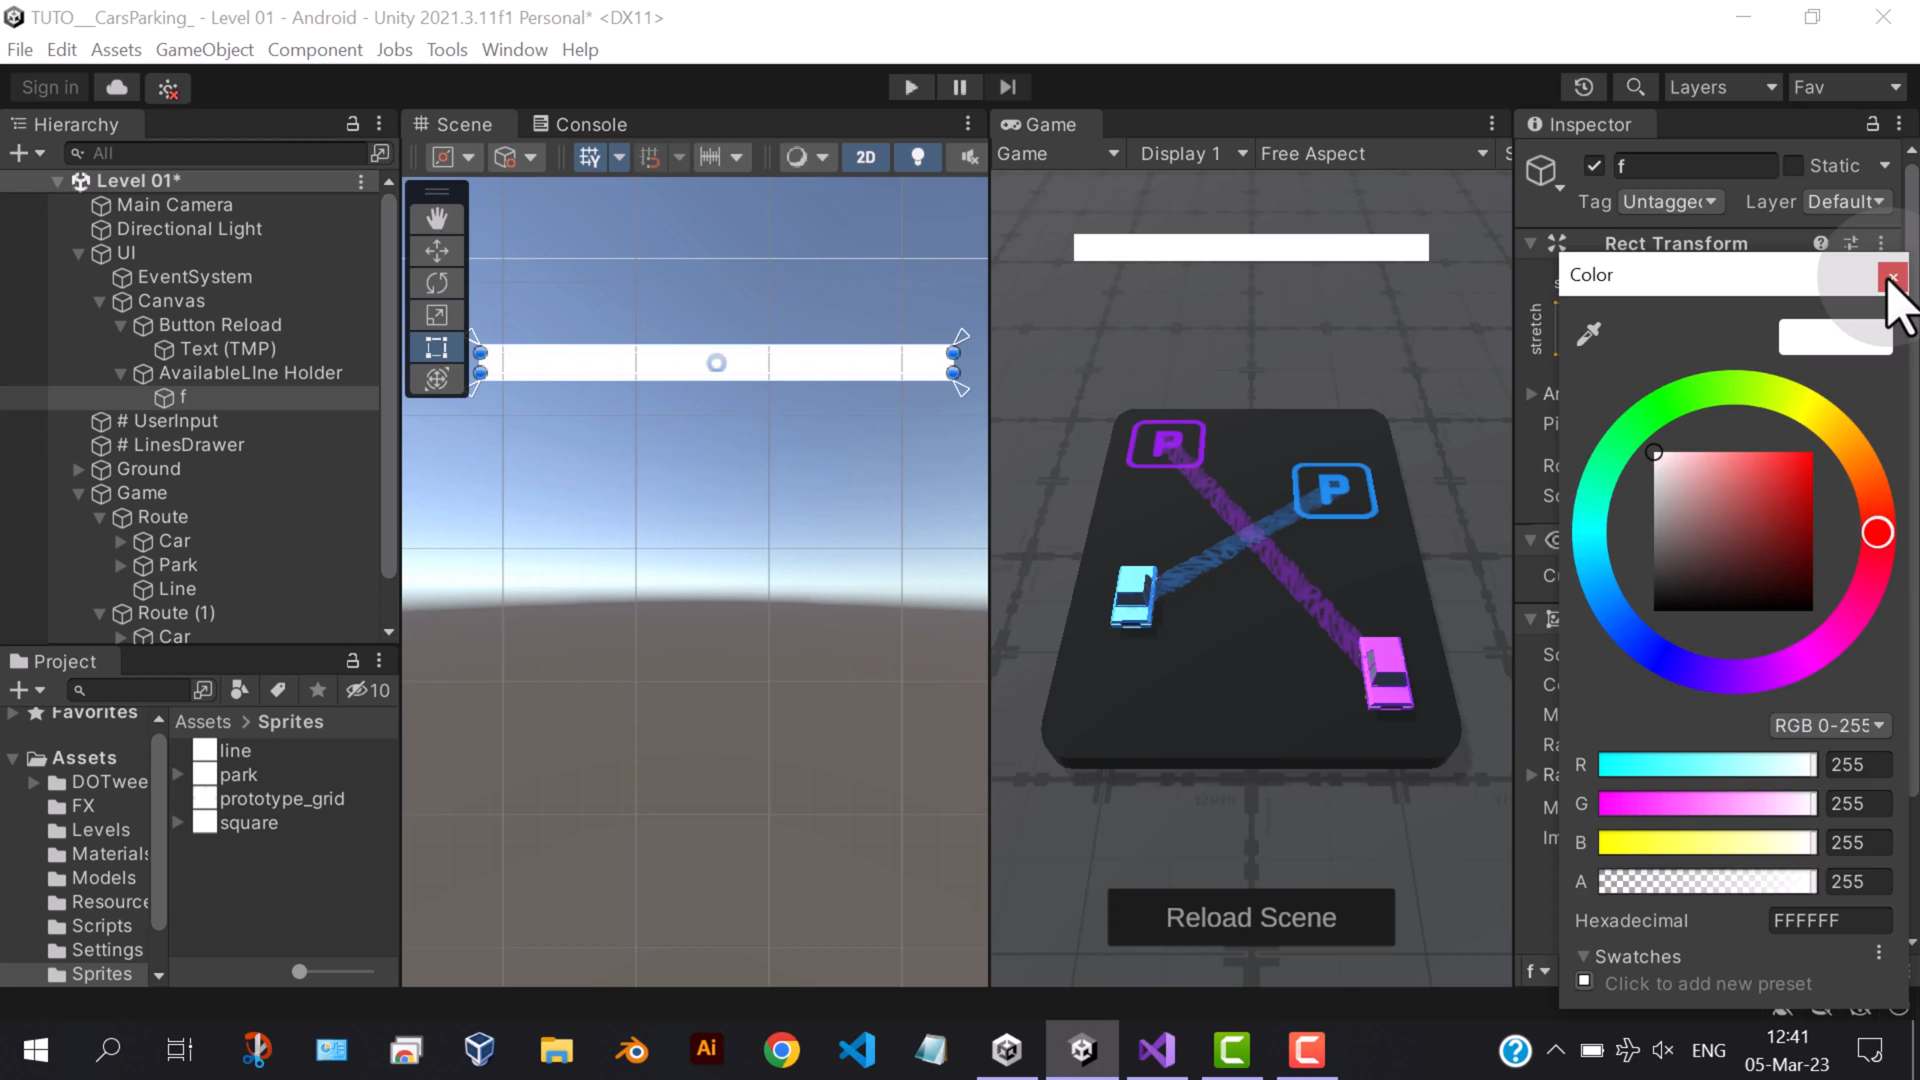 TUTO__CarsParking_ - Level 01 - Android - Unity 2021.3.11f1 Personal* <DX11>
File Edit Assets GameObject Component Jobs Tools Window Help
Sign in
Layers
Fav
Hierarchy
All
Level 01*
Main Camera
Directional Light
UI
EventSystem
Canvas
Button Reload
Text (TMP)
AvailableLIne Holder
f
# UserInput
# LinesDrawer
Ground
Game
Route
Car
Park
Line
Route (1)
Car
Project
10
Favorites
Assets
DOTwee
FX
Levels
Materials
Models
Resource
Scripts
Settings
Sprites
Assets > Sprites
line
park
prototype_grid
square
Scene Console
2D
Game
Game Display 1 Free Aspect S
P
P
Reload Scene
Inspector
f Static
Tag Untagged Layer Default
Rect Transform
stretch
Color
RGB 0-255
R 255
G 255
B 255
A 255
Hexadecimal FFFFFF
Swatches
Click to add new preset
f
Ai
ENG
12:41
05-Mar-23